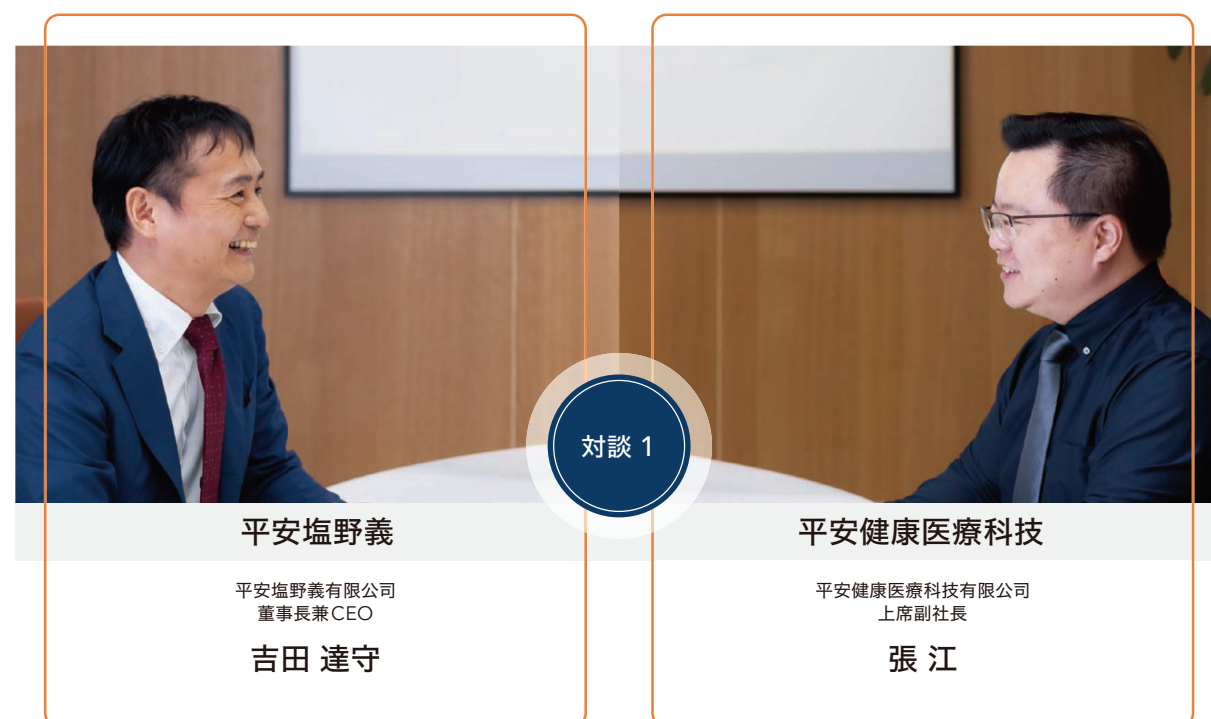 対談 1
平安塩野義
平安塩野義有限公司
董事長兼CEO
吉田 達守
平安健康医療科技
平安健康医療科技有限公司
上席副社長
張 江